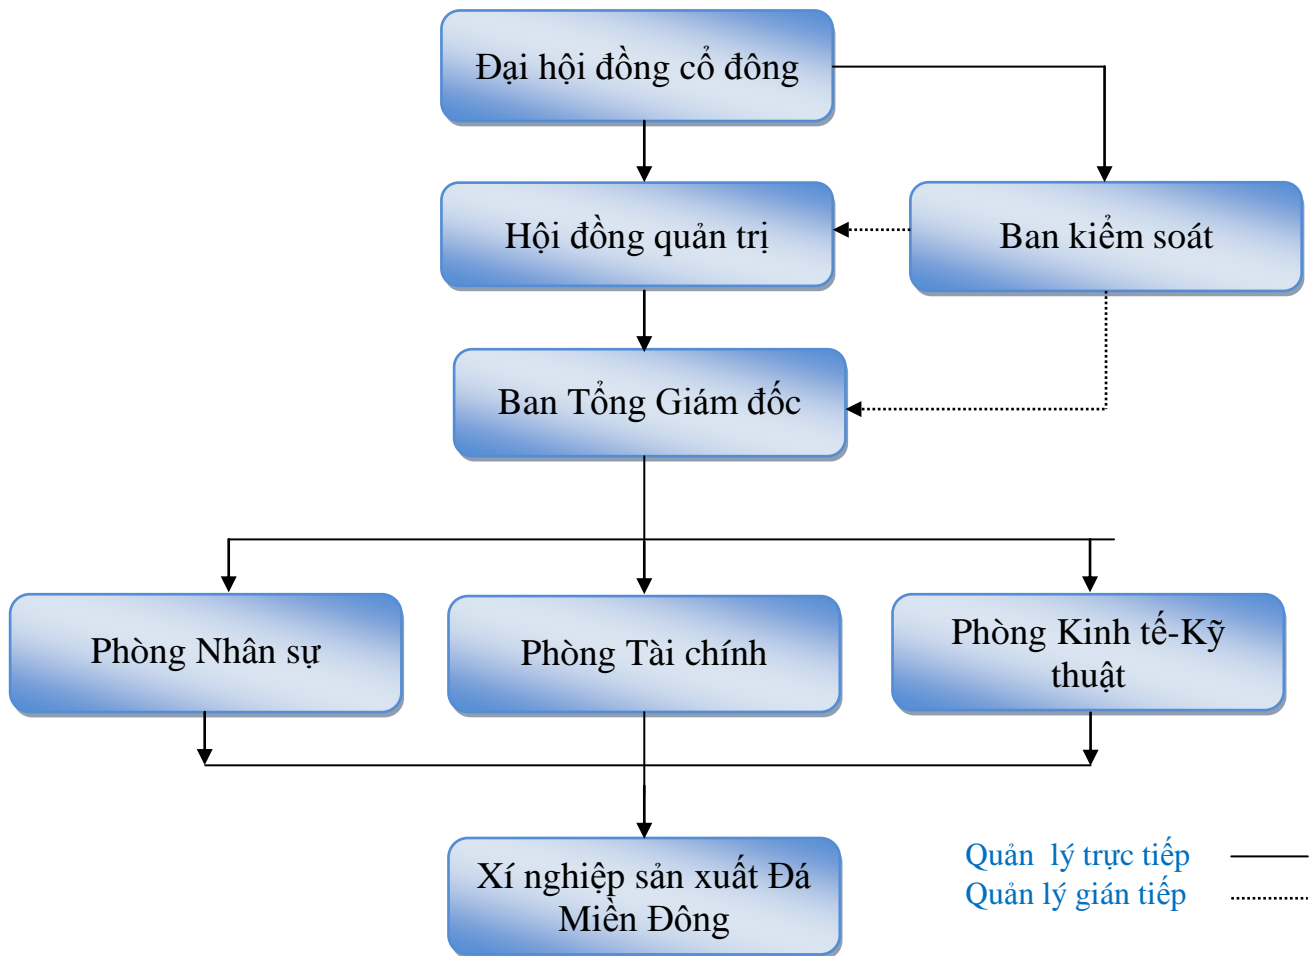 Đại hội đồng cổ đông
Hội đồng quản trị
Ban kiểm soát
Ban Tổng Giám đốc
Phòng Nhân sự
Phòng Tài chính
Phòng Kinh tế-Kỹ
thuật
Xí nghiệp sản xuất Đá
Miền Đông
Quản lý trực tiếp
Quản lý gián tiếp